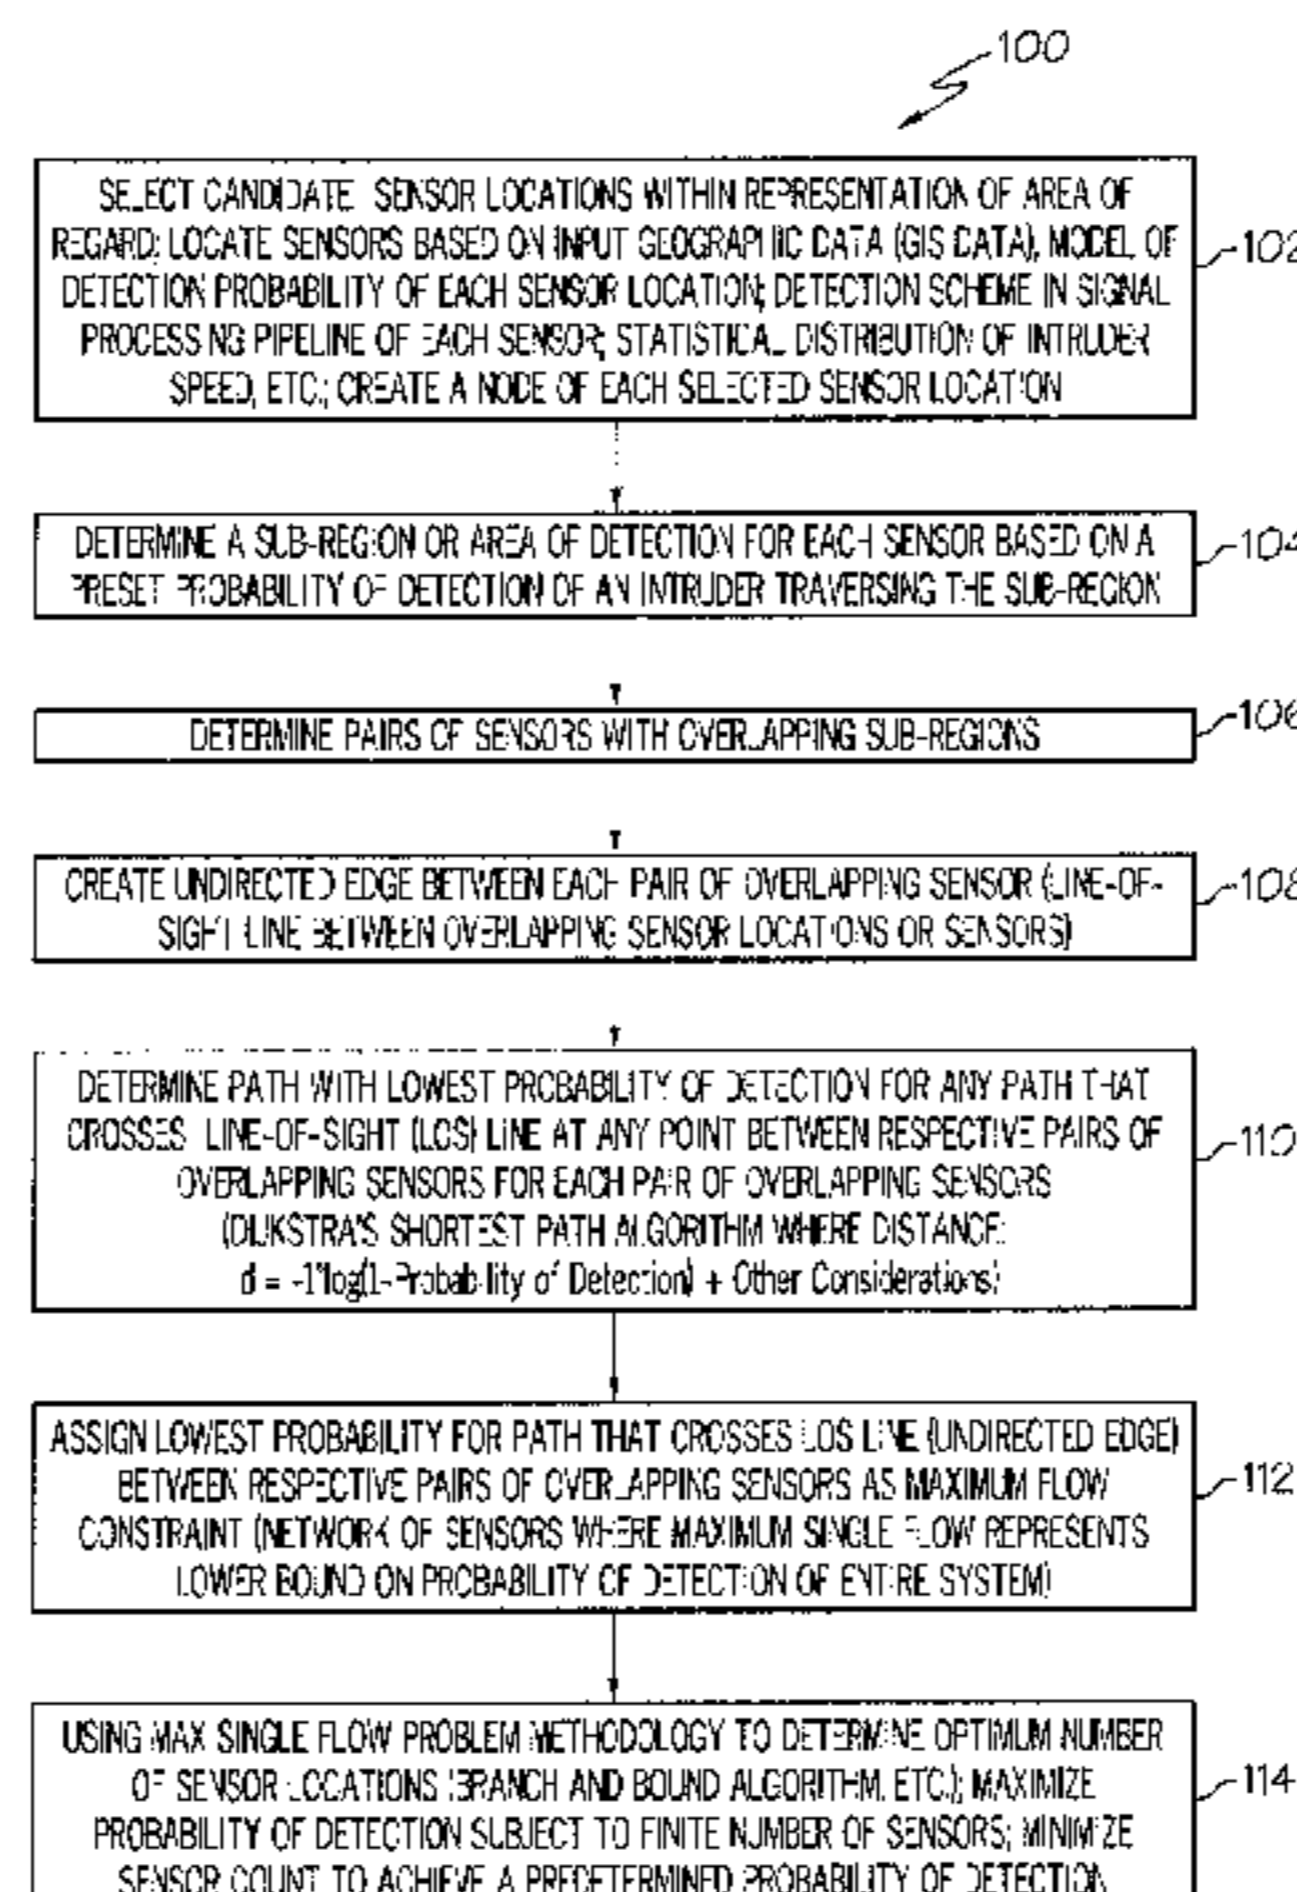 100
SELECT CANDIDATE SENSOR LOCATIONS WITHIN REPRESENTATION OF AREA OF
REGARD; LOCATE SENSORS BASED ON INPUT GEOGRAPHIC DATA (GIS DATA), MODEL OF
DETECTION PROBABILITY OF EACH SENSOR LOCATION; DETECTION SCHEME IN SIGNAL
PROCESSING PIPELINE OF EACH SENSOR; STATISTICAL DISTRIBUTION OF INTRUDER
SPEED, ETC.; CREATE A NODE OF EACH SELECTED SENSOR LOCATION
102
DETERMINE A SUB-REGION OR AREA OF DETECTION FOR EACH SENSOR BASED ON A
PRESET PROBABILITY OF DETECTION OF AN INTRUDER TRAVERSING THE SUB-REGION
104
DETERMINE PAIRS OF SENSORS WITH OVERLAPPING SUB-REGIONS
106
CREATE UNDIRECTED EDGE BETWEEN EACH PAIR OF OVERLAPPING SENSOR (LINE-OF-
SIGHT LINE BETWEEN OVERLAPPING SENSOR LOCATIONS OR SENSORS)
108
DETERMINE PATH WITH LOWEST PROBABILITY OF DETECTION FOR ANY PATH THAT
CROSSES LINE-OF-SIGHT (LOS) LINE AT ANY POINT BETWEEN RESPECTIVE PAIRS OF
OVERLAPPING SENSORS FOR EACH PAIR OF OVERLAPPING SENSORS
(DIJKSTRA'S SHORTEST PATH ALGORITHM WHERE DISTANCE:
d = -1*log(1-Probability of Detection) + Other Considerations)
110
ASSIGN LOWEST PROBABILITY FOR PATH THAT CROSSES LOS LINE (UNDIRECTED EDGE)
BETWEEN RESPECTIVE PAIRS OF OVERLAPPING SENSORS AS MAXIMUM FLOW
CONSTRAINT (NETWORK OF SENSORS WHERE MAXIMUM SINGLE FLOW REPRESENTS
LOWER BOUND ON PROBABILITY OF DETECTION OF ENTIRE SYSTEM)
112
USING MAX SINGLE FLOW PROBLEM METHODOLOGY TO DETERMINE OPTIMUM NUMBER
OF SENSOR LOCATIONS (BRANCH AND BOUND ALGORITHM, ETC.); MAXIMIZE
PROBABILITY OF DETECTION SUBJECT TO FINITE NUMBER OF SENSORS; MINIMIZE
SENSOR COUNT TO ACHIEVE A PREDETERMINED PROBABILITY OF DETECTION
114